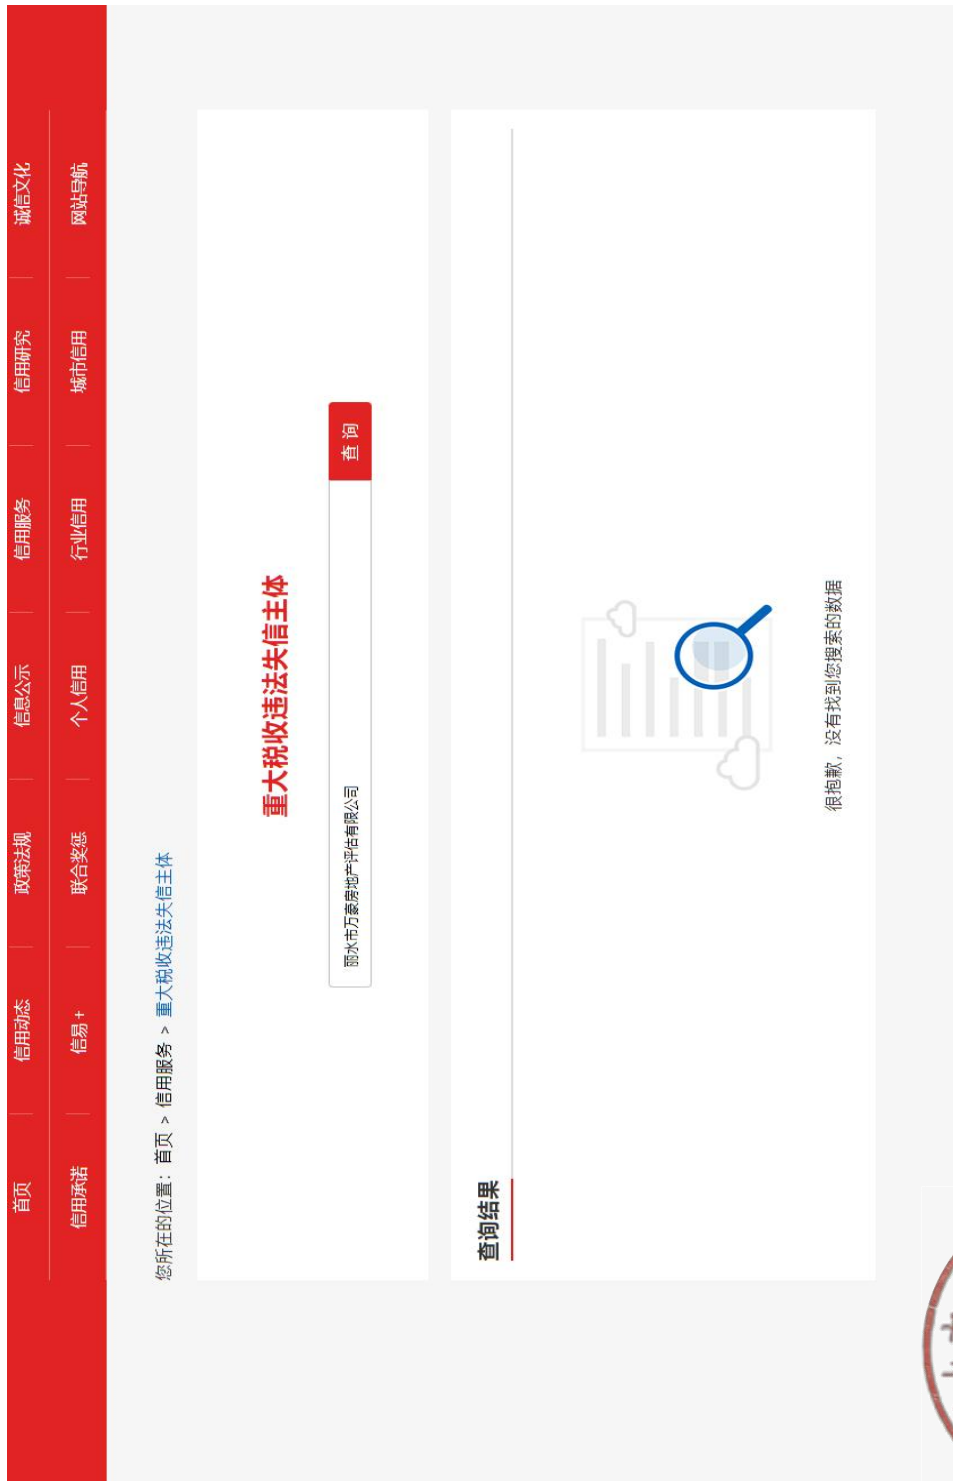 首页 信用动态 政策法规 信息公示 信用服务 信用研究 诚信文化
信用承诺 信易+ 联合奖惩 个人信用 行业信用 城市信用 网站导航
您所在的位置：首页 > 信用服务 > 重大税收违法失信主体
重大税收违法失信主体
丽水市万豪房地产评估有限公司 查询
查询结果
很抱歉，没有找到您搜索的数据